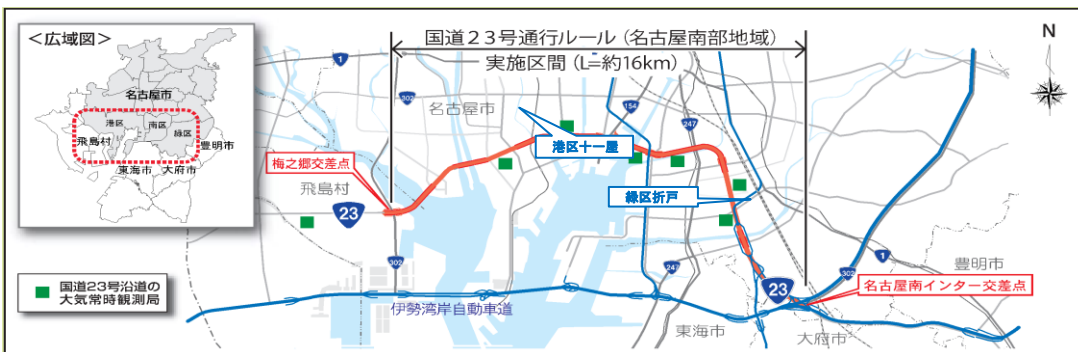 <広域図>
名古屋市
港区
南区
緑区
飛島村
豊明市
東海市
大府市
国道23号沿道の
大気常時観測局
国道23号通行ルール(名古屋南部地域)
実施区間(L=約16km)
N
1
302
名古屋市
154
247
港区十一屋
梅之郷交差点
飛島村
23
緑区折戸
302
247
23
302
1
豊明市
名古屋南インター交差点
伊勢湾岸自動車道
東海市
大府市